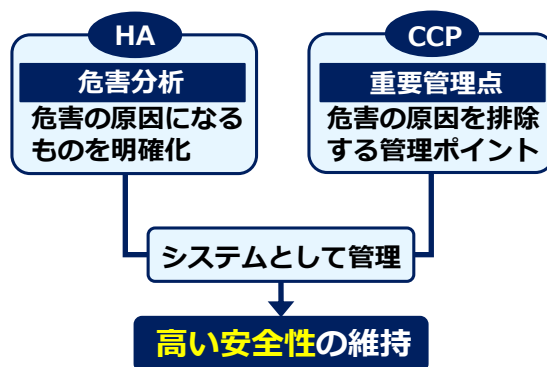 HA
危害分析
危害の原因になる
ものを明確化
CCP
重要管理点
危害の原因を排除
する管理ポイント
システムとして管理
高い安全性の維持